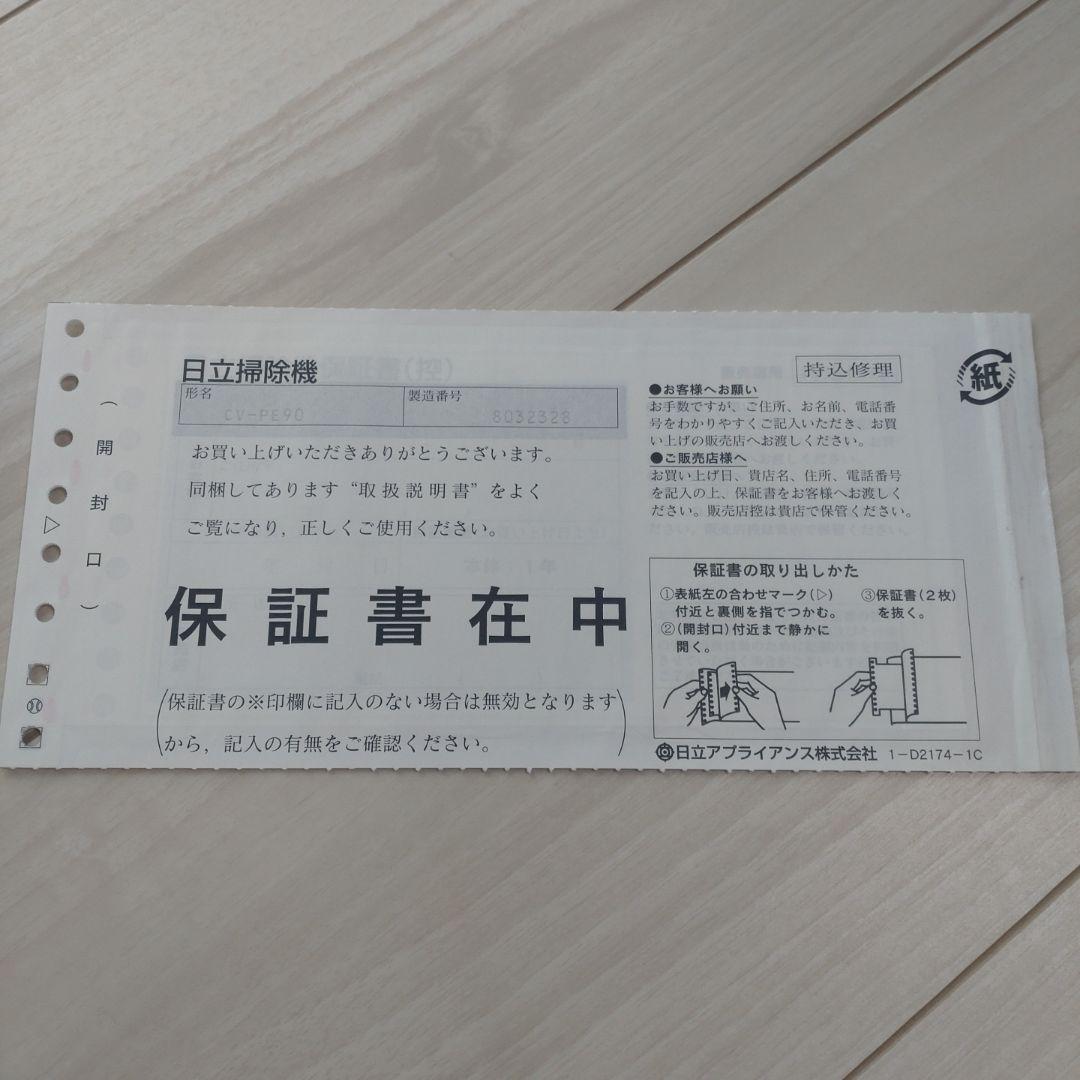 (開封口)
▷
日立掃除機
形名
CV-PE90
製造番号
8032328
お買い上げいただきありがとうございます。
同梱してあります“取扱説明書”をよく
ご覧になり,正しくご使用ください。
保証書在中
(保証書の※印欄に記入のない場合は無効となります
から,記入の有無をご確認ください。)
持込修理
紙
●お客様へお願い
お手数ですが、ご住所、お名前、電話番
号をわかりやすくご記入いただき、お買
い上げの販売店へお渡しください。
●ご販売店様へ
お買い上げ日、貴店名、住所、電話番号
を記入の上、保証書をお客様へお渡しく
ださい。販売店控は貴店で保管ください。
保証書の取り出しかた
①表紙左の合わせマーク(▷)
付近と裏側を指でつかむ。
②(開封口)付近まで静かに
開く。
③保証書(2枚)
を抜く。
日立アプライアンス株式会社 1-D2174-1C